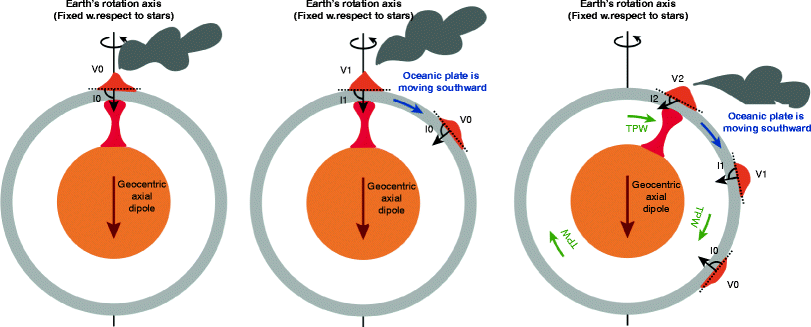 Earth's rotation axis
(Fixed w.respect to stars)
V0
I0
Geocentric
axial
dipole
Earth's rotation axis
(Fixed w.respect to stars)
V1
Oceanic plate is
moving southward
I1
I0
V0
Geocentric
axial
dipole
Earth's rotation axis
(Fixed w.respect to stars)
V2
I2
Oceanic plate is
moving southward
TPW
I1
V1
Geocentric
axial
dipole
TPW
TPW
I0
V0